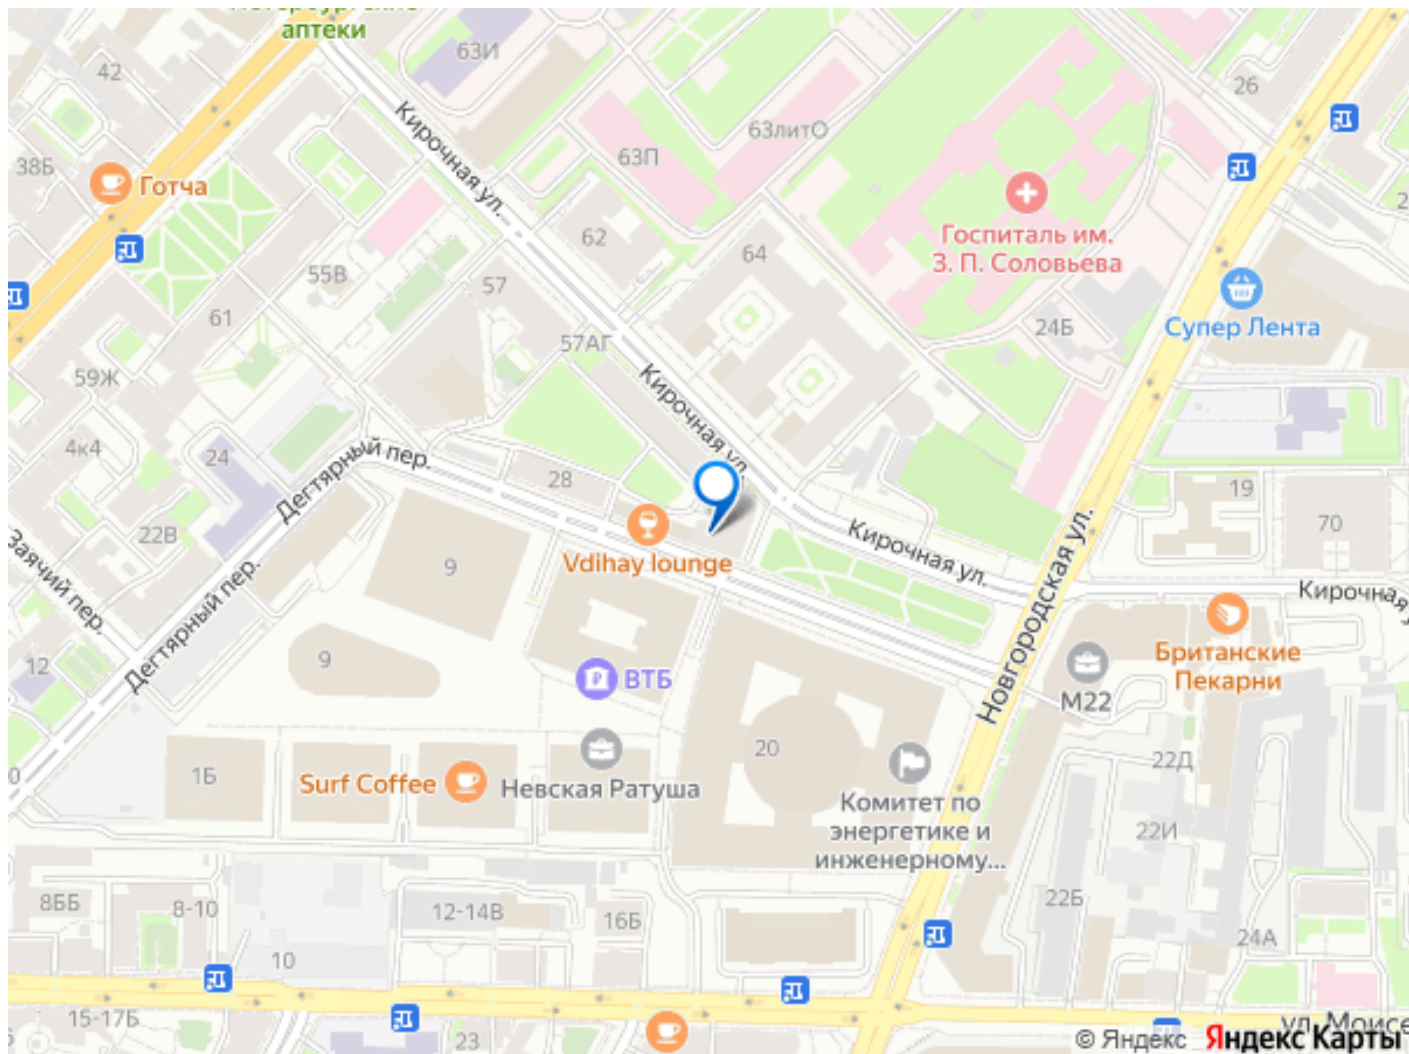 аптеки
63И
42
26
Кирочная ул.
63литО
63П
38Б
Готча
Госпиталь им.
З. П. Соловьева
62
64
55В
57
61
24Б
Супер Лента
57АГ
59Ж
Кирочная ул.
4к4
24
Дегтярный пер.
28
19
70
22В
Заячий пер.
Vdihay lounge
Кирочная ул.
9
Кирочная
Новгородская ул.
Дегтярный пер.
9
12
Британские
Пекарни
ВТБ
М22
20
1Б
Surf Coffee
Невская Ратуша
22Д
Комитет по
энергетике и
инженерному...
22И
8ББ
8-10
12-14В
16Б
22Б
24А
10
15-17Б
23
© Яндекс Яндекс Карты